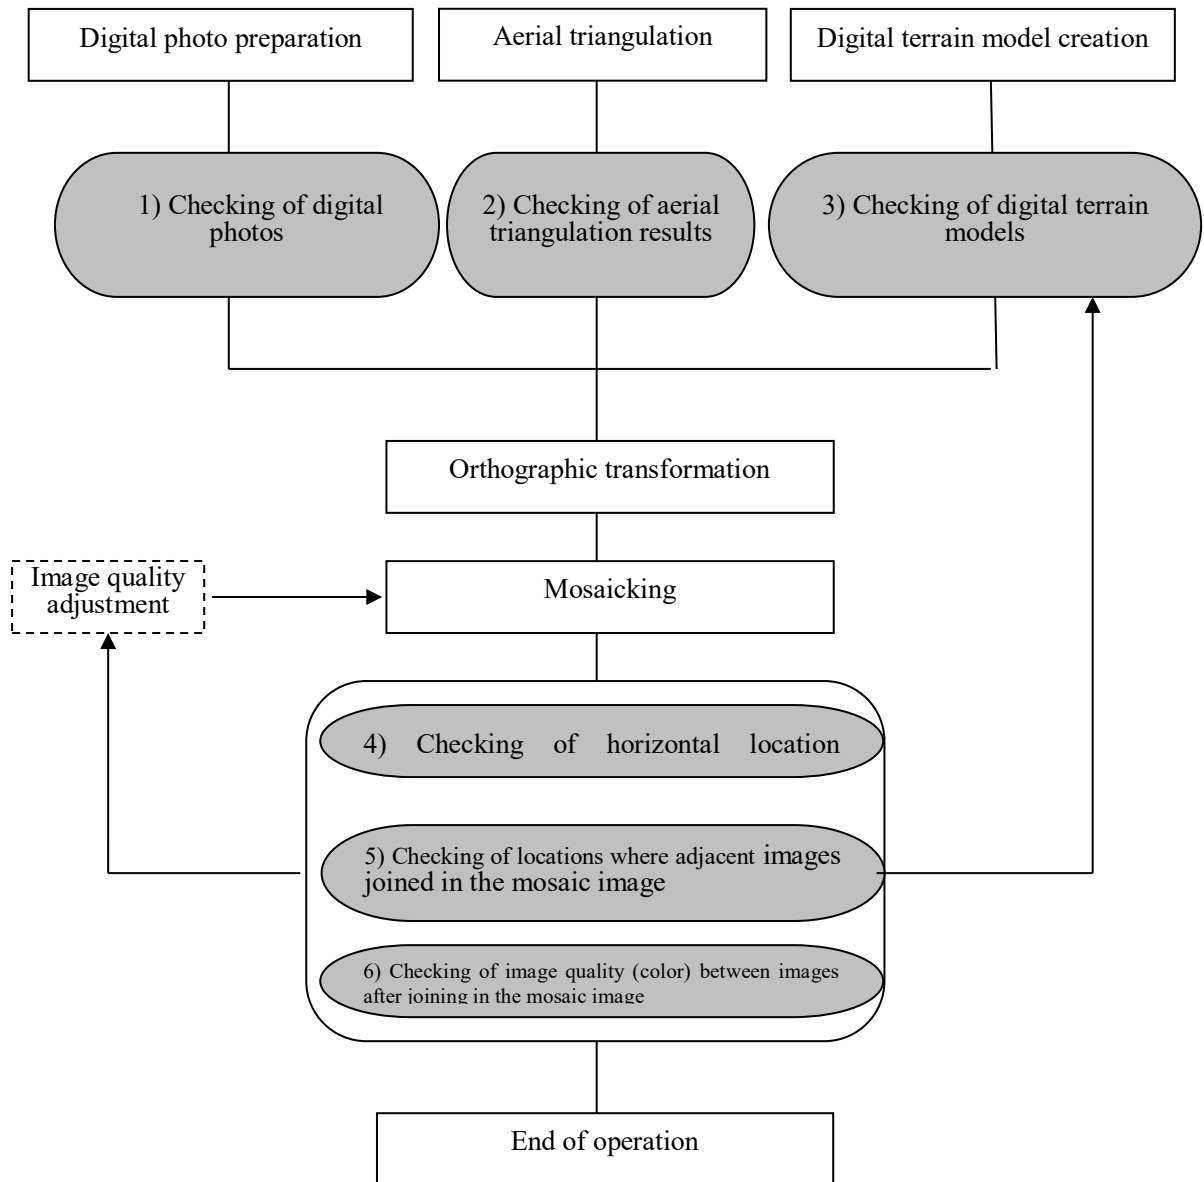 Digital photo preparation
Aerial triangulation
Digital terrain model creation
1) Checking of digital
photos
2) Checking of aerial
triangulation results
3) Checking of digital terrain
models
Orthographic transformation
Image quality
adjustment
Mosaicking
4) Checking of horizontal location
5) Checking of locations where adjacent images
joined in the mosaic image
6) Checking of image quality (color) between images
after joining in the mosaic image
End of operation